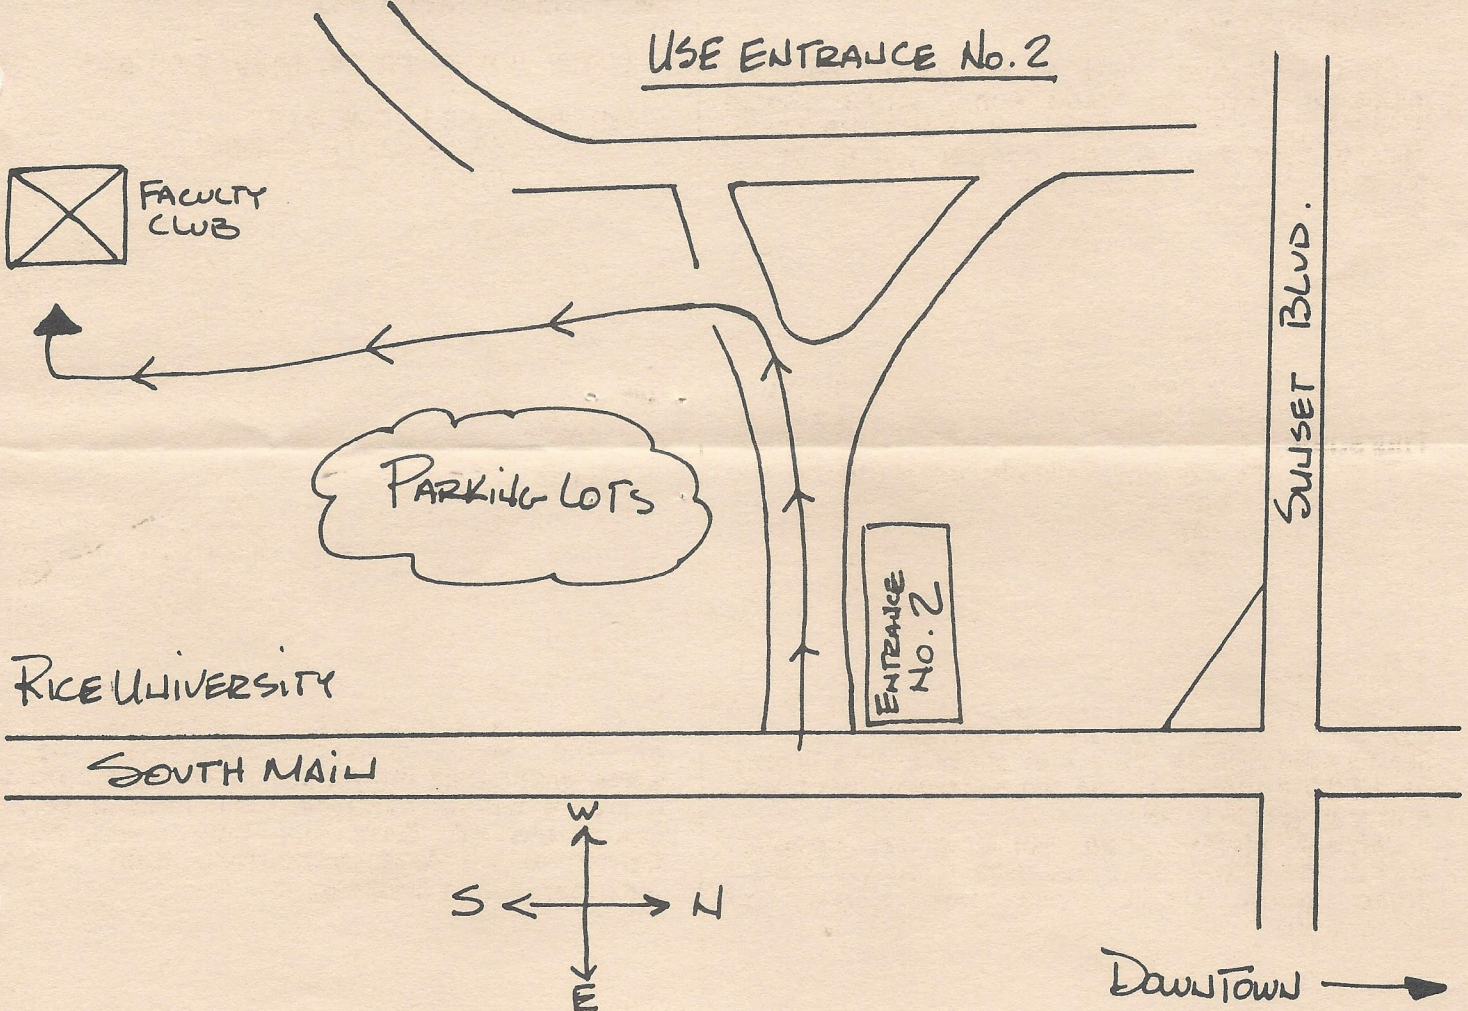 USE ENTRANCE No. 2
FACULTY
CLUB
SUNSET BLVD.
PARKING LOTS
ENTRANCE
No. 2
RICE UNIVERSITY
SOUTH MAIN
W
S
N
E
DOWNTOWN